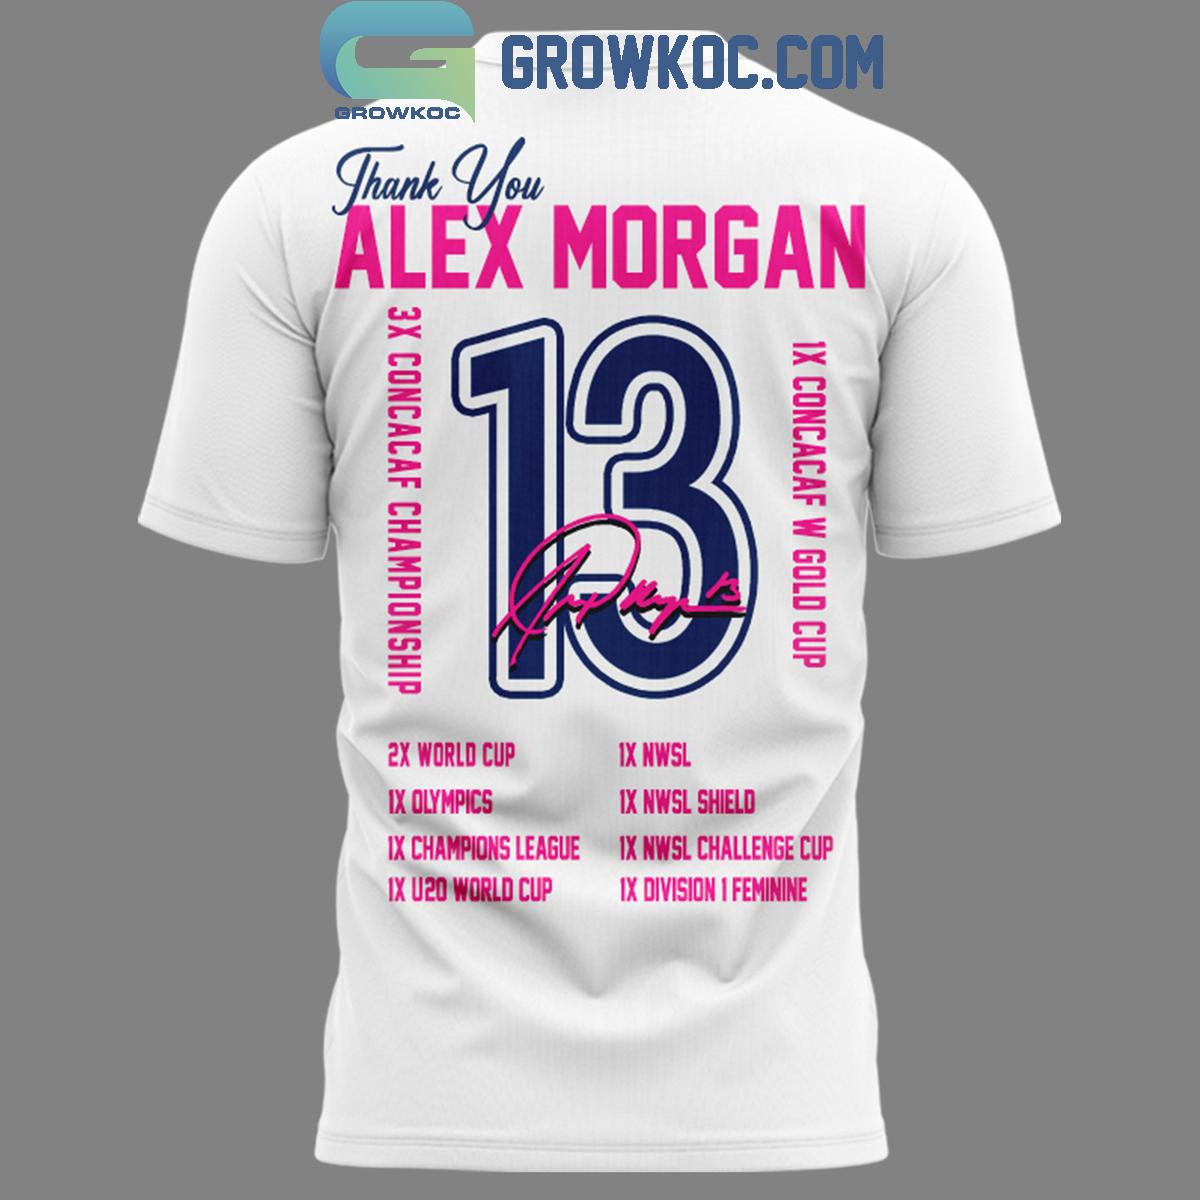 GROWKOC
GROWKOC.COM
Thank You
ALEX MORGAN
3X CONCACAF CHAMPIONSHIP
13
1X CONCACAF W GOLD CUP
13
2X WORLD CUP
1X NWSL
1X OLYMPICS
1X NWSL SHIELD
1X CHAMPIONS LEAGUE
1X NWSL CHALLENGE CUP
1X U20 WORLD CUP
1X DIVISION 1 FEMININE